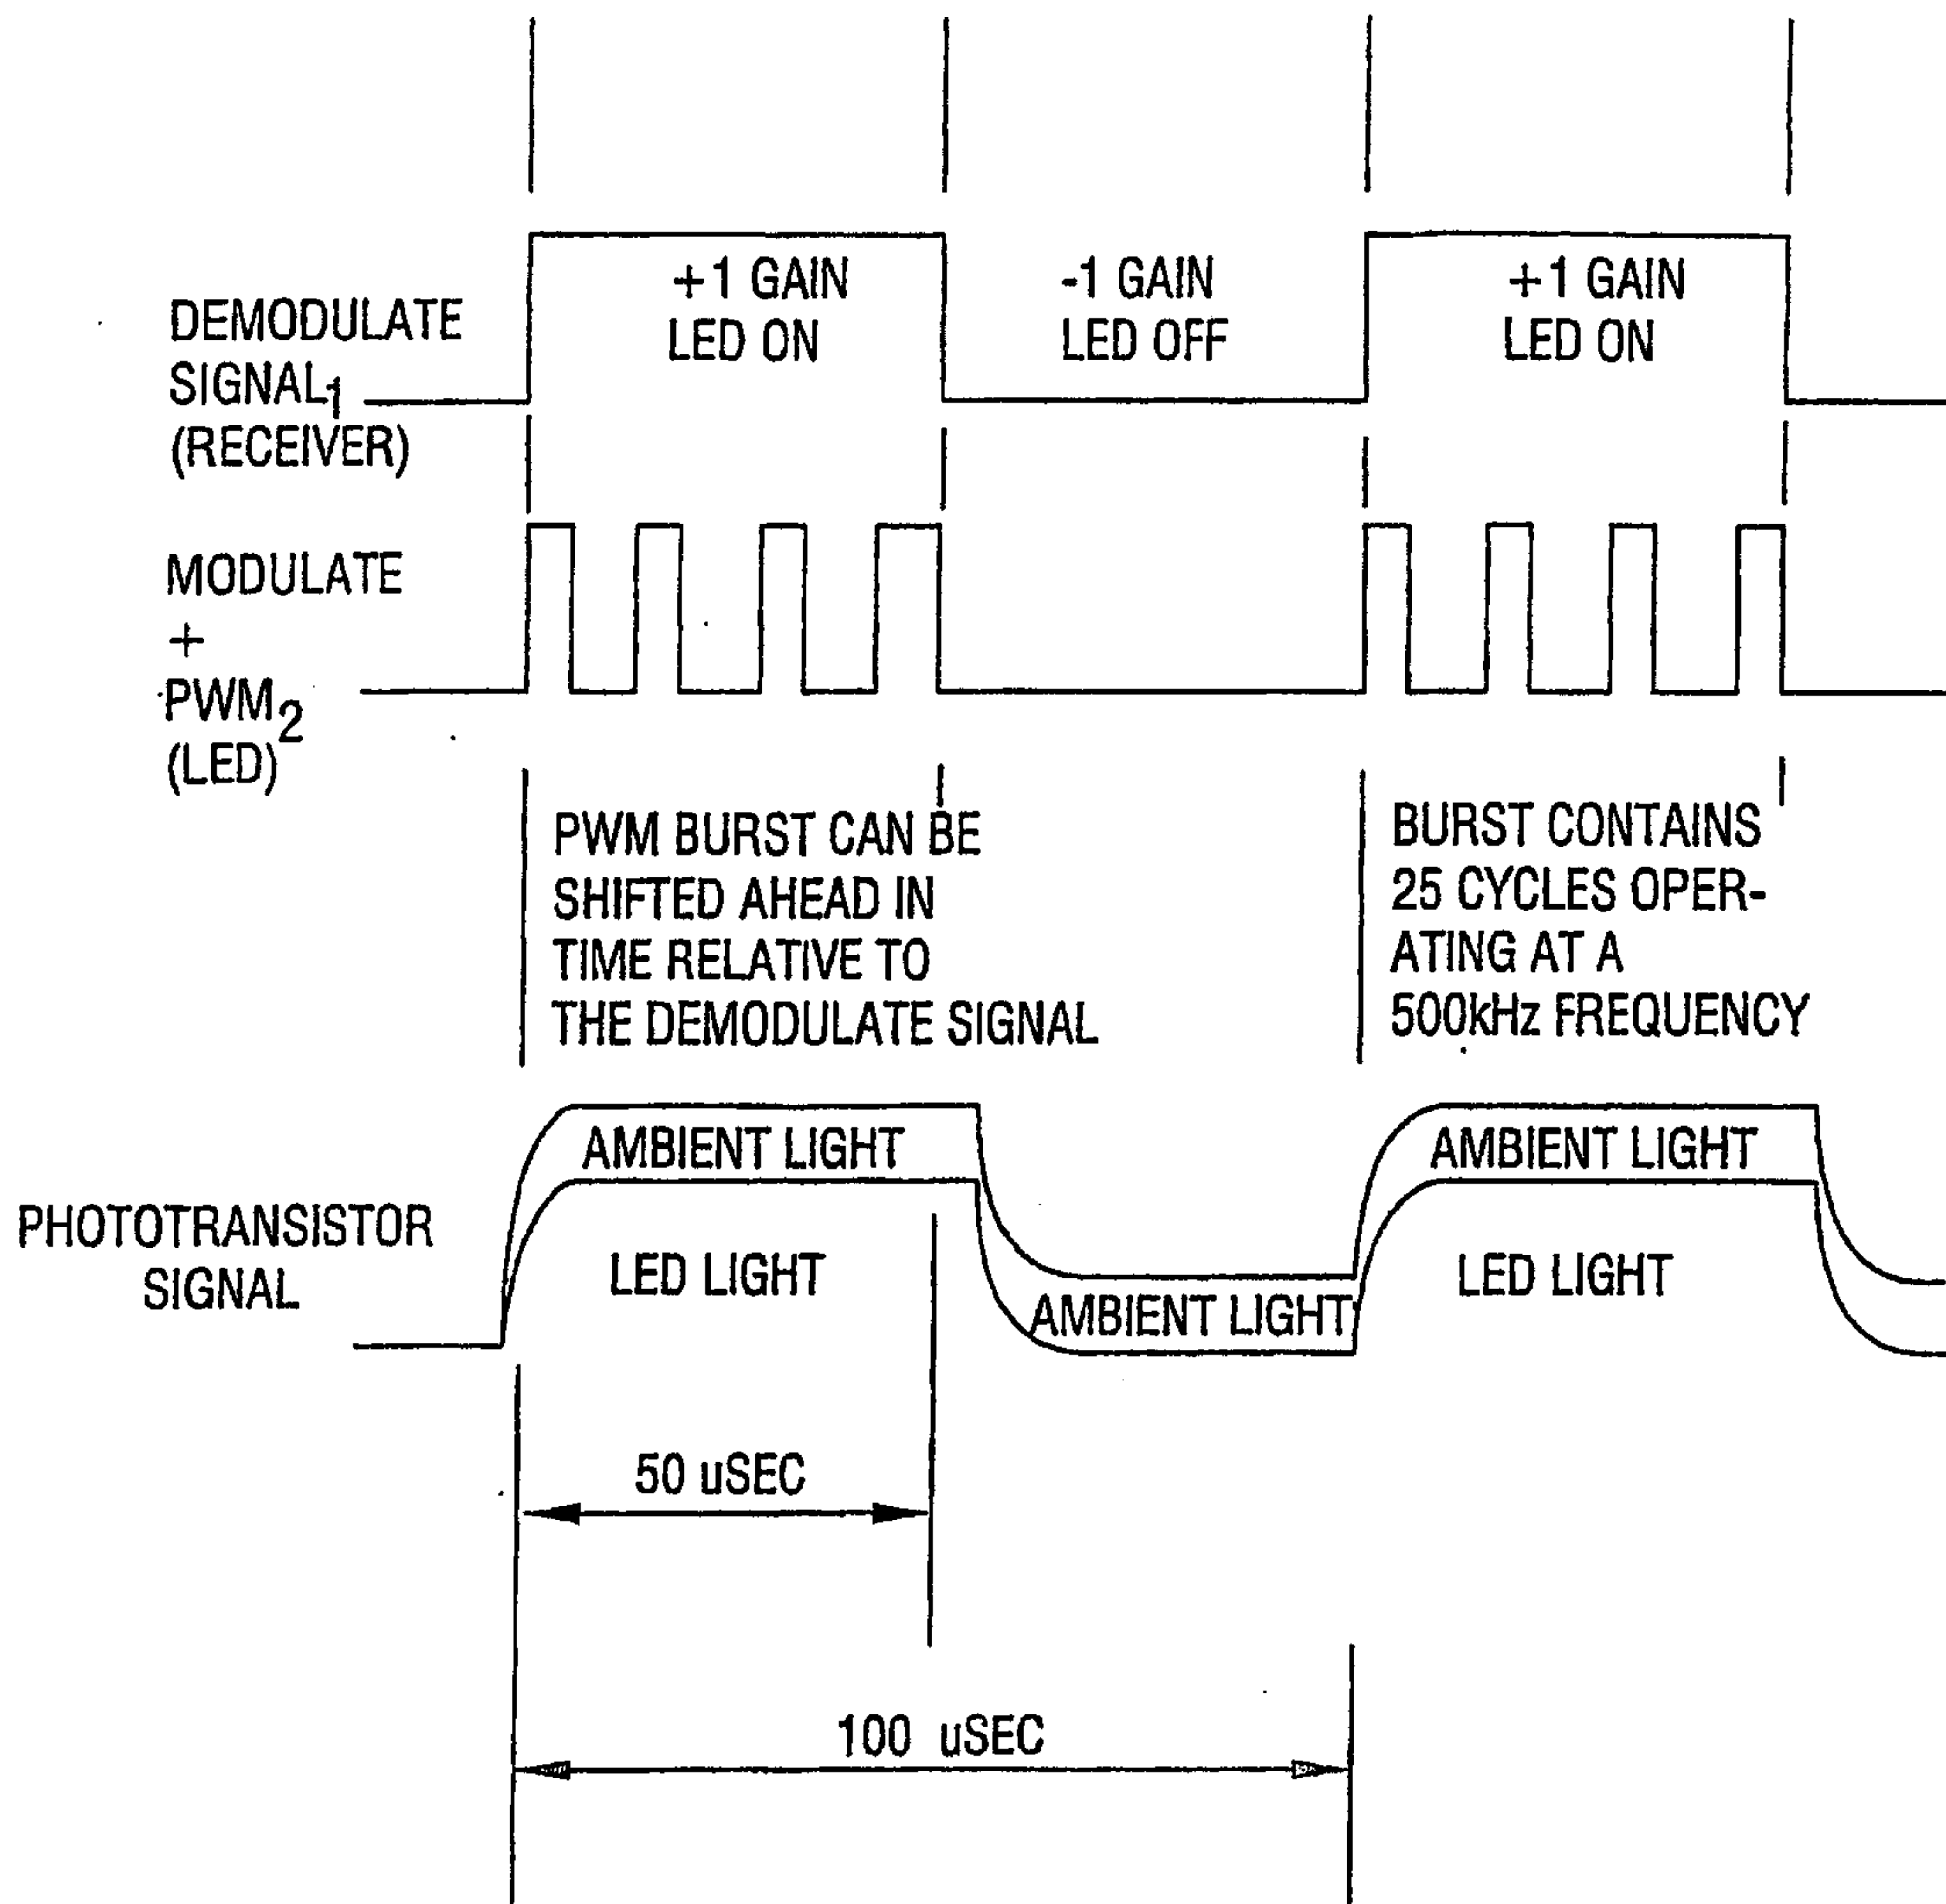 DEMODULATE
SIGNAL1
(RECEIVER)
+1 GAIN
LED ON
-1 GAIN
LED OFF
+1 GAIN
LED ON
MODULATE
+
PWM2
(LED)
PWM BURST CAN BE
SHIFTED AHEAD IN
TIME RELATIVE TO
THE DEMODULATE SIGNAL
BURST CONTAINS
25 CYCLES OPER-
ATING AT A
500kHz FREQUENCY
PHOTOTRANSISTOR
SIGNAL
AMBIENT LIGHT
LED LIGHT
AMBIENT LIGHT
AMBIENT LIGHT
LED LIGHT
50 uSEC
100 uSEC